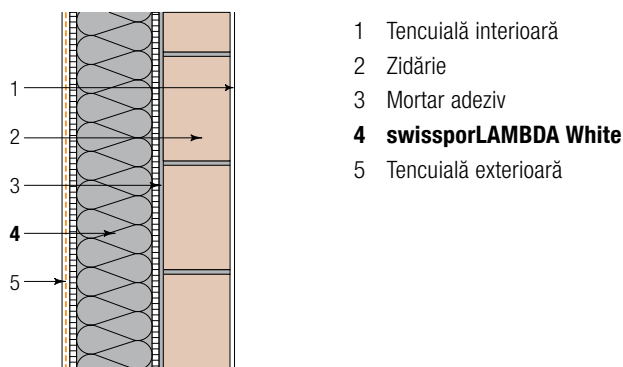 1 Tencuială interioară
2 Zidărie
3 Mortar adeziv
4 swissporLAMBDA White
5 Tencuială exterioară
1
2
3
4
5